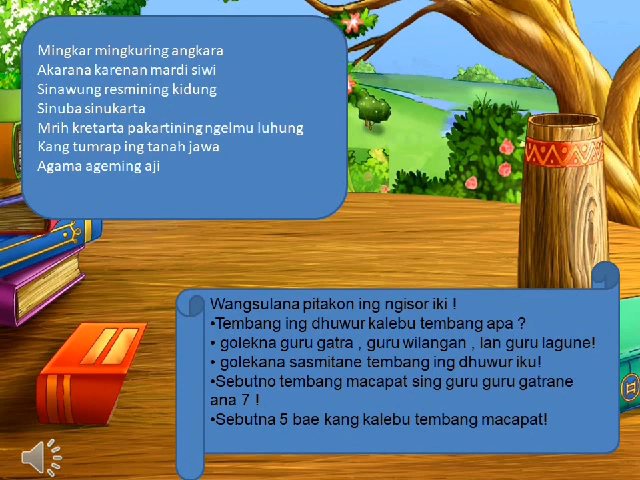 Mingkar mingkuring angkara
Akarana karenan mardi siwi
Sinawung resmining kidung
Sinuba sinukarta
Mrih kretarta pakartining ngelmu luhung
Kang tumrap ing tanah jawa
Agama ageming aji
Wangsulana pitakon ing ngisor iki !
•Tembang ing dhuwur kalebu tembang apa ?
• golekna guru gatra , guru wilangan , lan guru lagune!
• golekana sasmitane tembang ing dhuwur iku!
•Sebutno tembang macapat sing guru guru gatrane
ana 7 !
•Sebutna 5 bae kang kalebu tembang macapat!